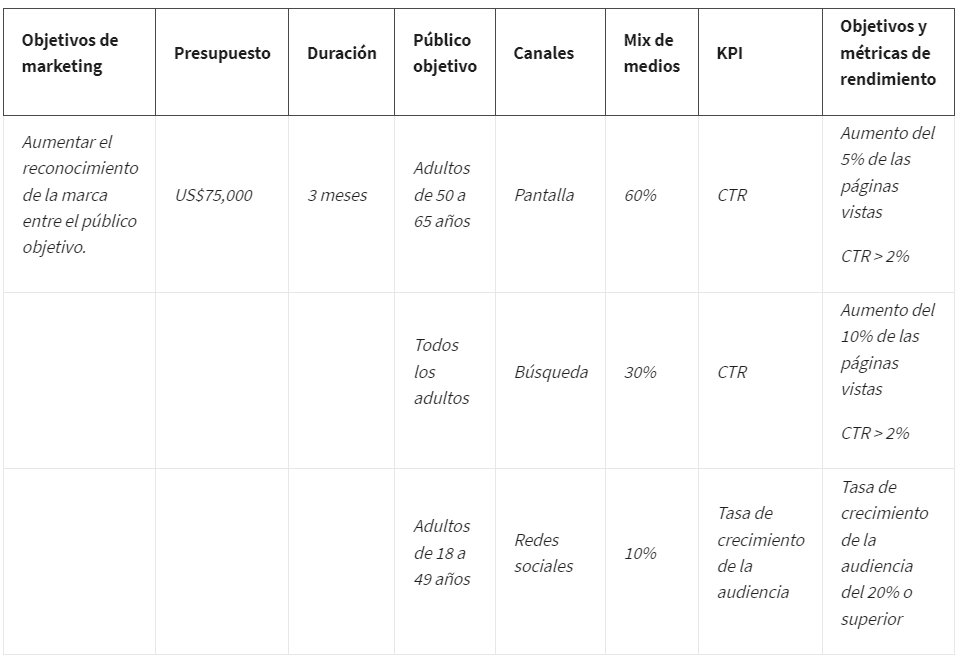 Objetivos de
marketing
Presupuesto
Duración
Público
objetivo
Canales
Mix de
medios
KPI
Objetivos y
métricas de
rendimiento
Aumentar el
reconocimiento
de la marca
entre el público
objetivo.
US$75,000
3 meses
Adultos
de 50 a
65 años
Pantalla
60%
CTR
Aumento del
5% de las
páginas
vistas
CTR > 2%
Todos
los
adultos
Búsqueda
30%
CTR
Aumento del
10% de las
páginas
vistas
CTR > 2%
Adultos
de 18 a
49 años
Redes
sociales
10%
Tasa de
crecimiento
de la
audiencia
Tasa de
crecimiento
de la
audiencia
del 20% o
superior